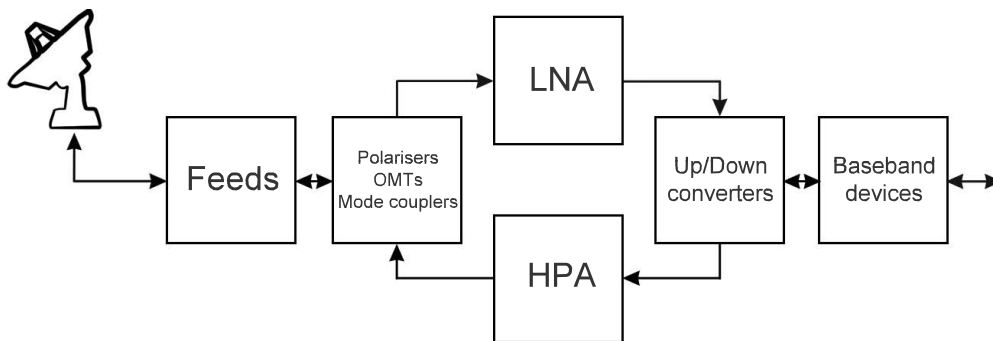 LNA
Feeds
Polarisers
OMTs
Mode couplers
Up/Down
converters
Baseband
devices
HPA